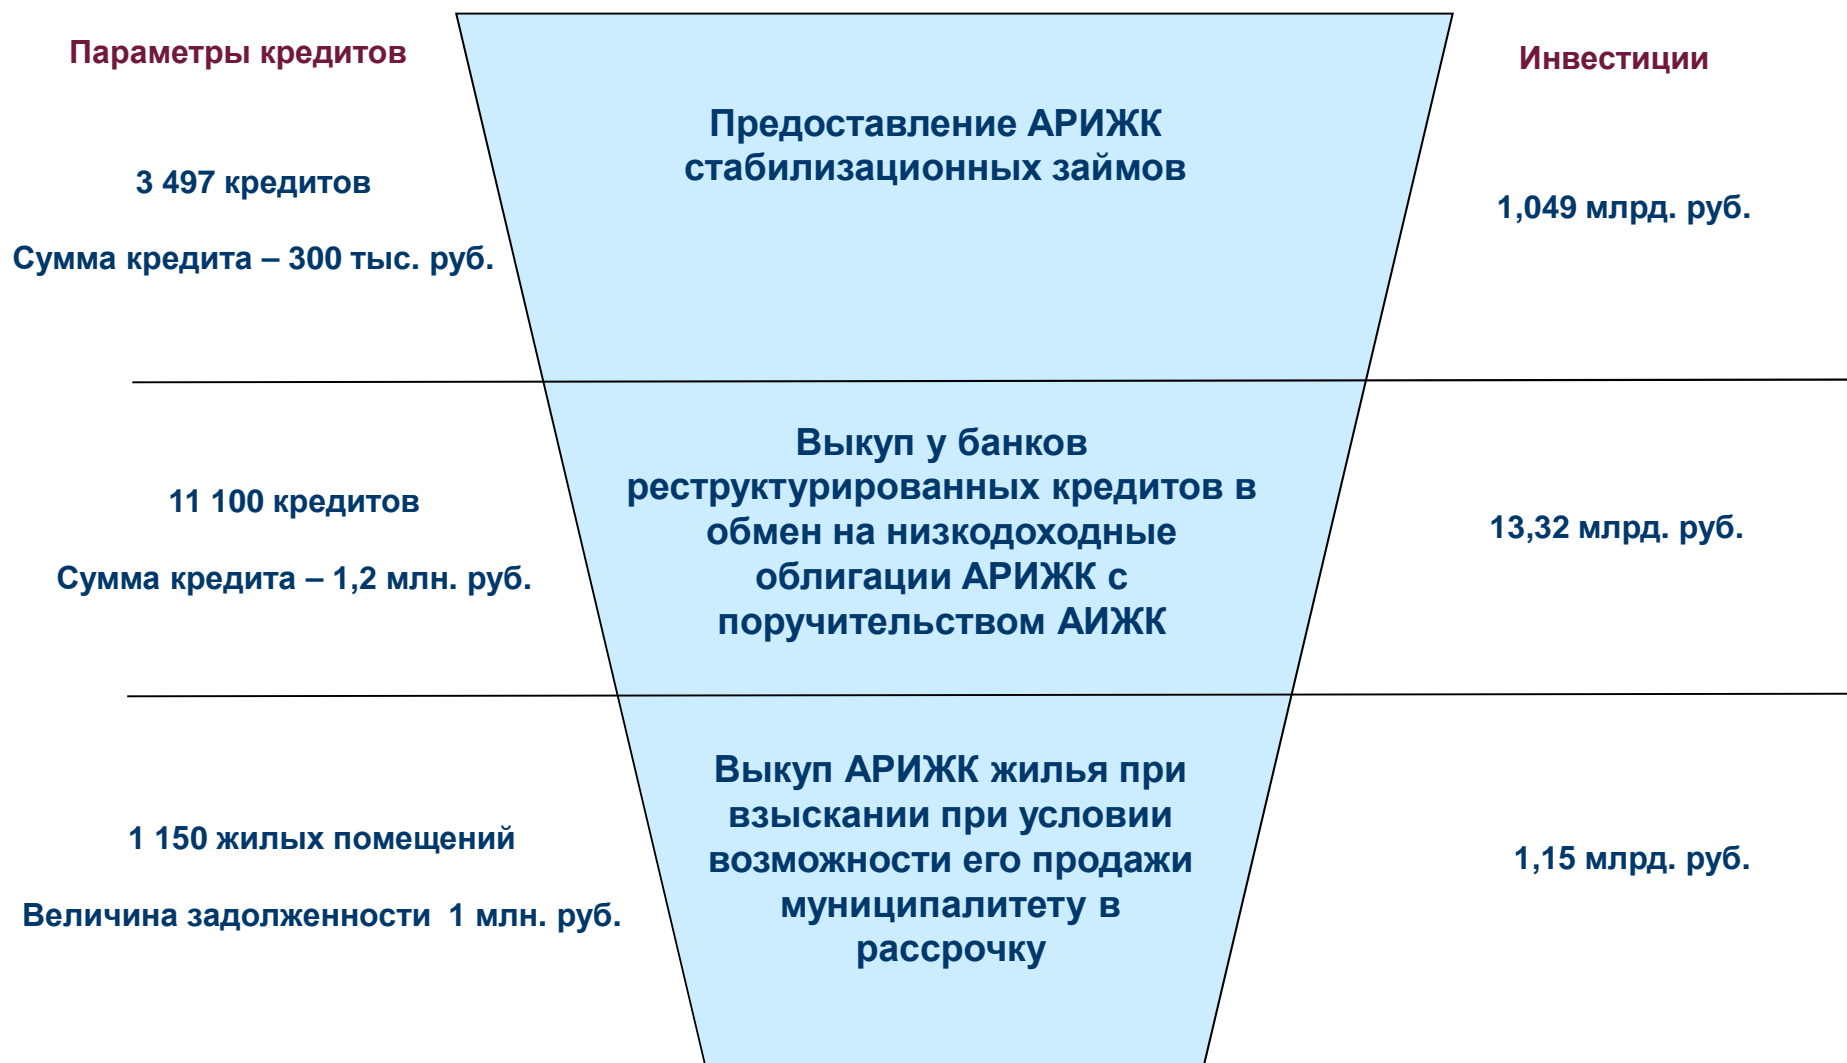 Параметры кредитов
Инвестиции
Предоставление АРИЖК
стабилизационных займов
3 497 кредитов
Сумма кредита – 300 тыс. руб.
1,049 млрд. руб.
Выкуп у банков
реструктурированных кредитов в
обмен на низкодоходные
облигации АРИЖК с
поручительством АИЖК
11 100 кредитов
Сумма кредита – 1,2 млн. руб.
13,32 млрд. руб.
Выкуп АРИЖК жилья при
взыскании при условии
возможности его продажи
муниципалитету в
рассрочку
1 150 жилых помещений
Величина задолженности 1 млн. руб.
1,15 млрд. руб.